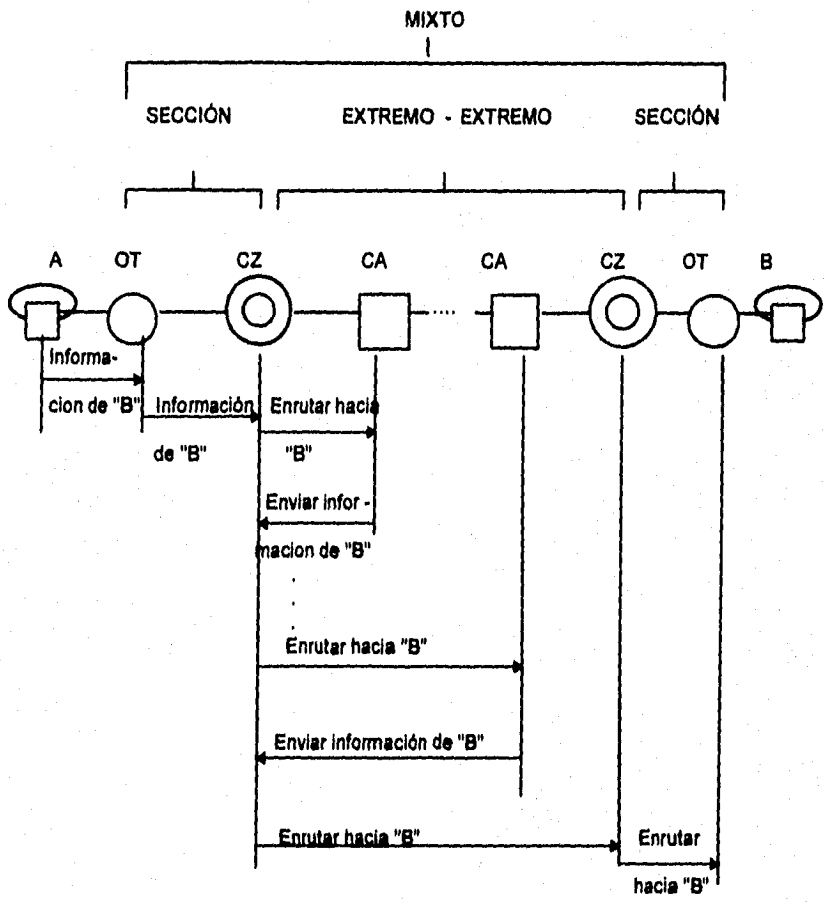 MIXTO
SECCIÓN EXTREMO - EXTREMO SECCIÓN
A OT CZ CA CA CZ OT B
Informa-
cion de "B"
Información
de "B"
Enrutar hacia
"B"
Enviar infor -
macion de "B"
Enrutar hacia "B"
Enviar información de "B"
Enrutar hacia "B"
Enrutar
hacia "B"